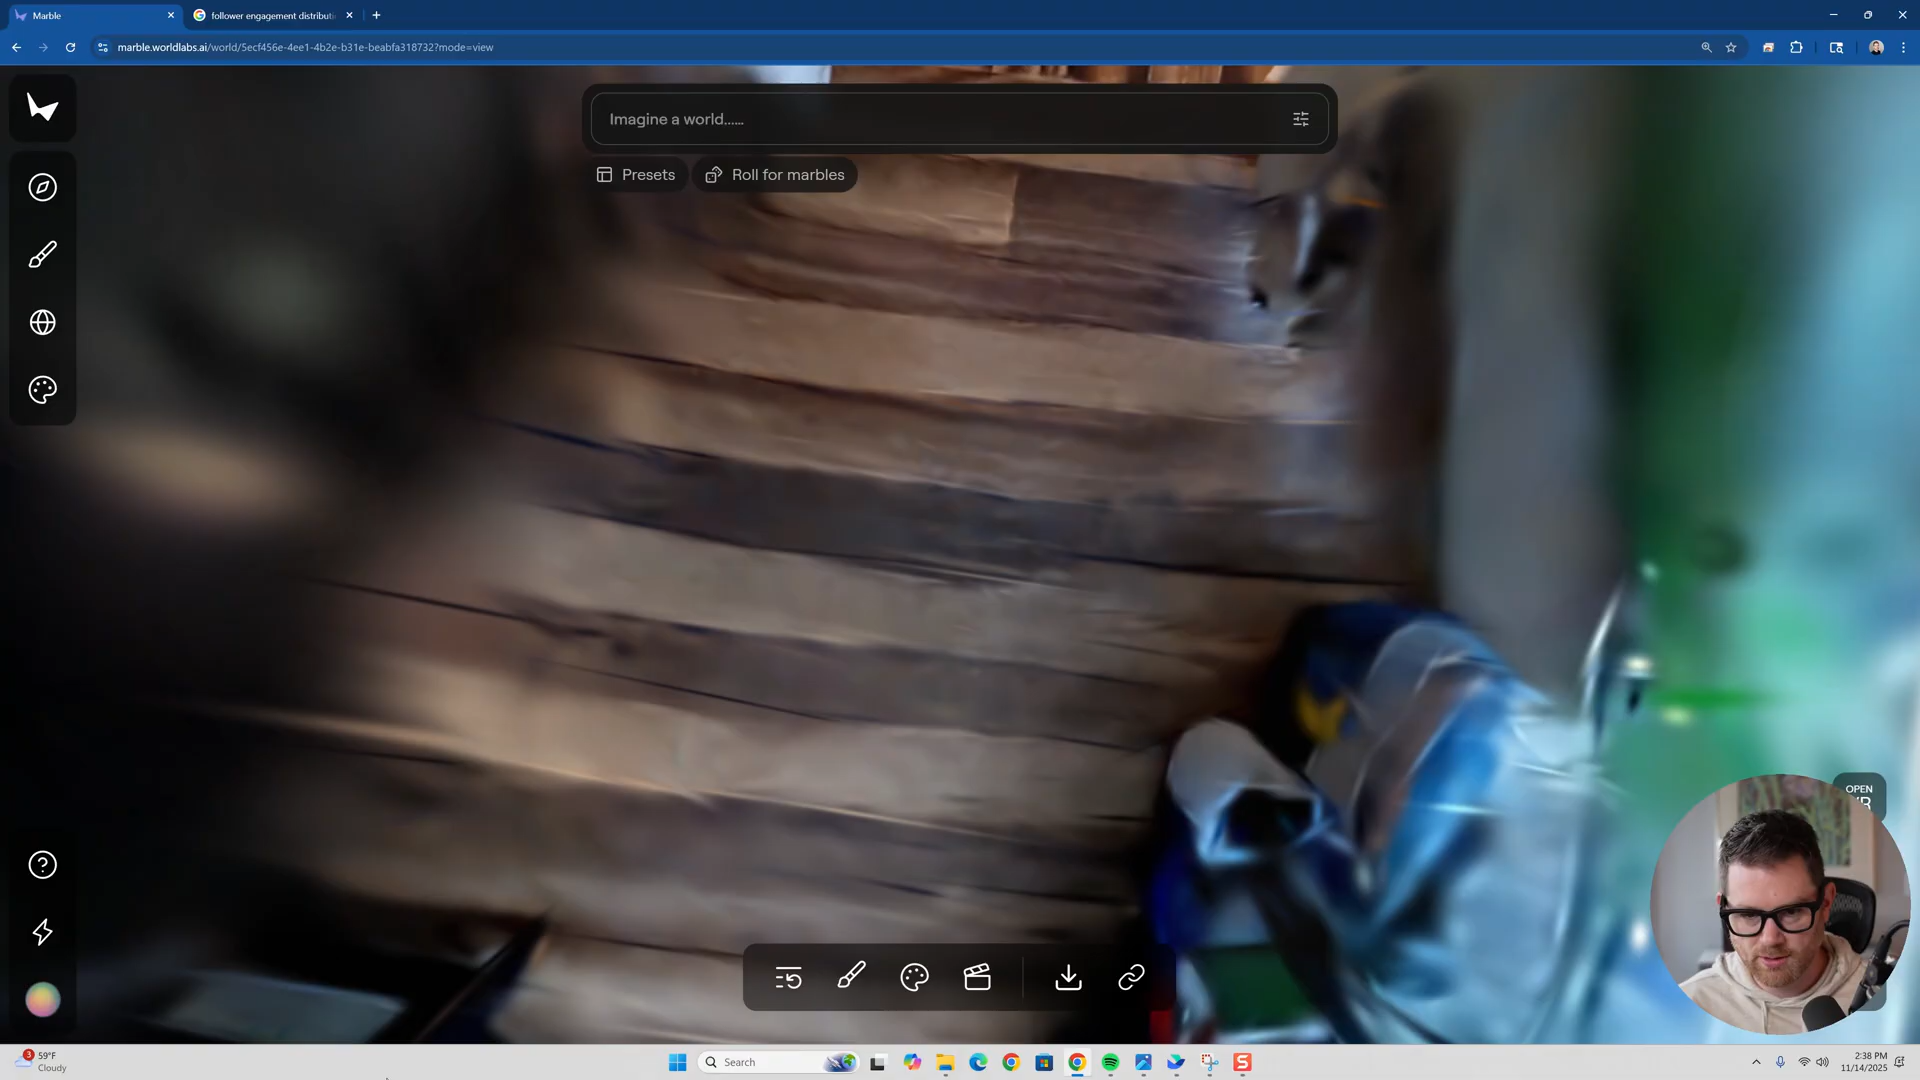 Marble
follower engagement distributi
marble.worldlabs.ai/world/5ecf456e-4ee1-4b2e-b31e-beabfa318732?mode=view
Imagine a world......
Presets
Roll for marbles
OPEN
3
59°F
Cloudy
Search
2:38 PM
11/14/2025